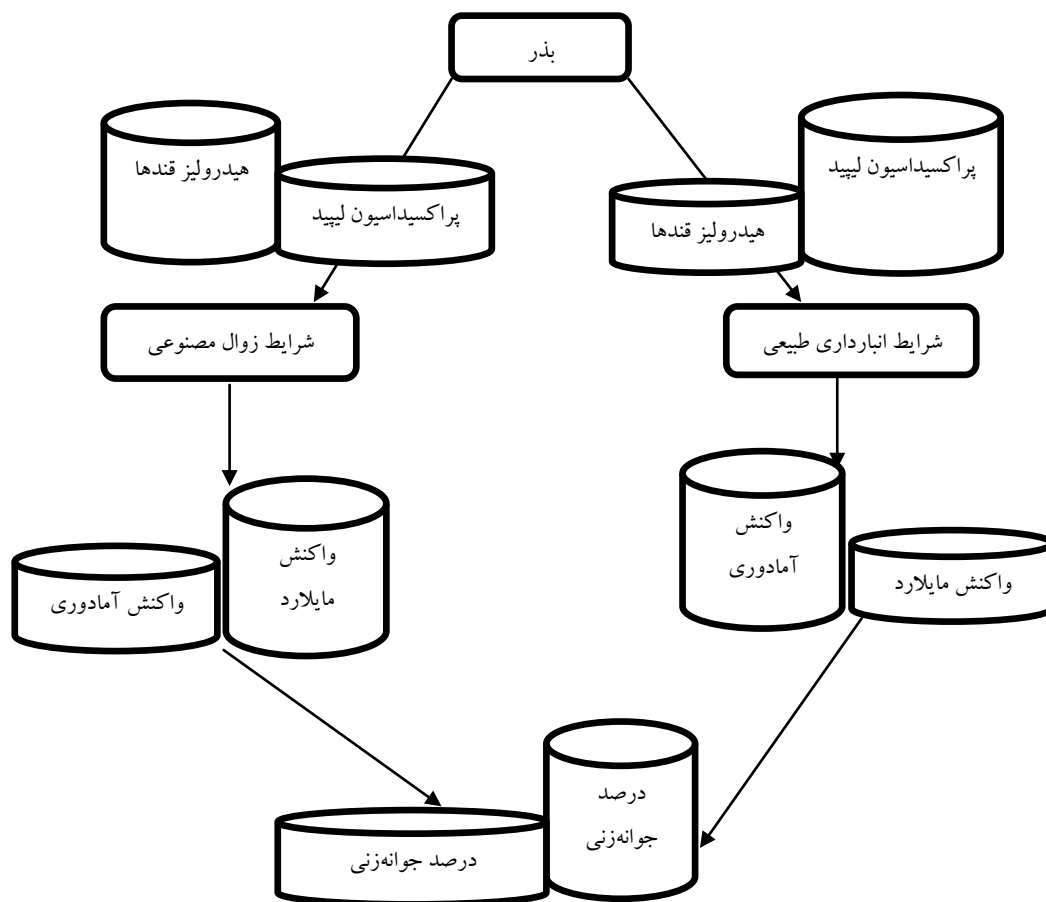 بذر
پراکسیداسیون لیپید
هیدرولیز قندها
هیدرولیز قندها
پراکسیداسیون لیپید
شرایط انبارداری طبیعی
شرایط زوال مصنوعی
واکنش
آمادوری
واکنش مایلارد
واکنش
مایلارد
واکنش آمادوری
درصد
جوانه‌زنی
درصد جوانه‌زنی